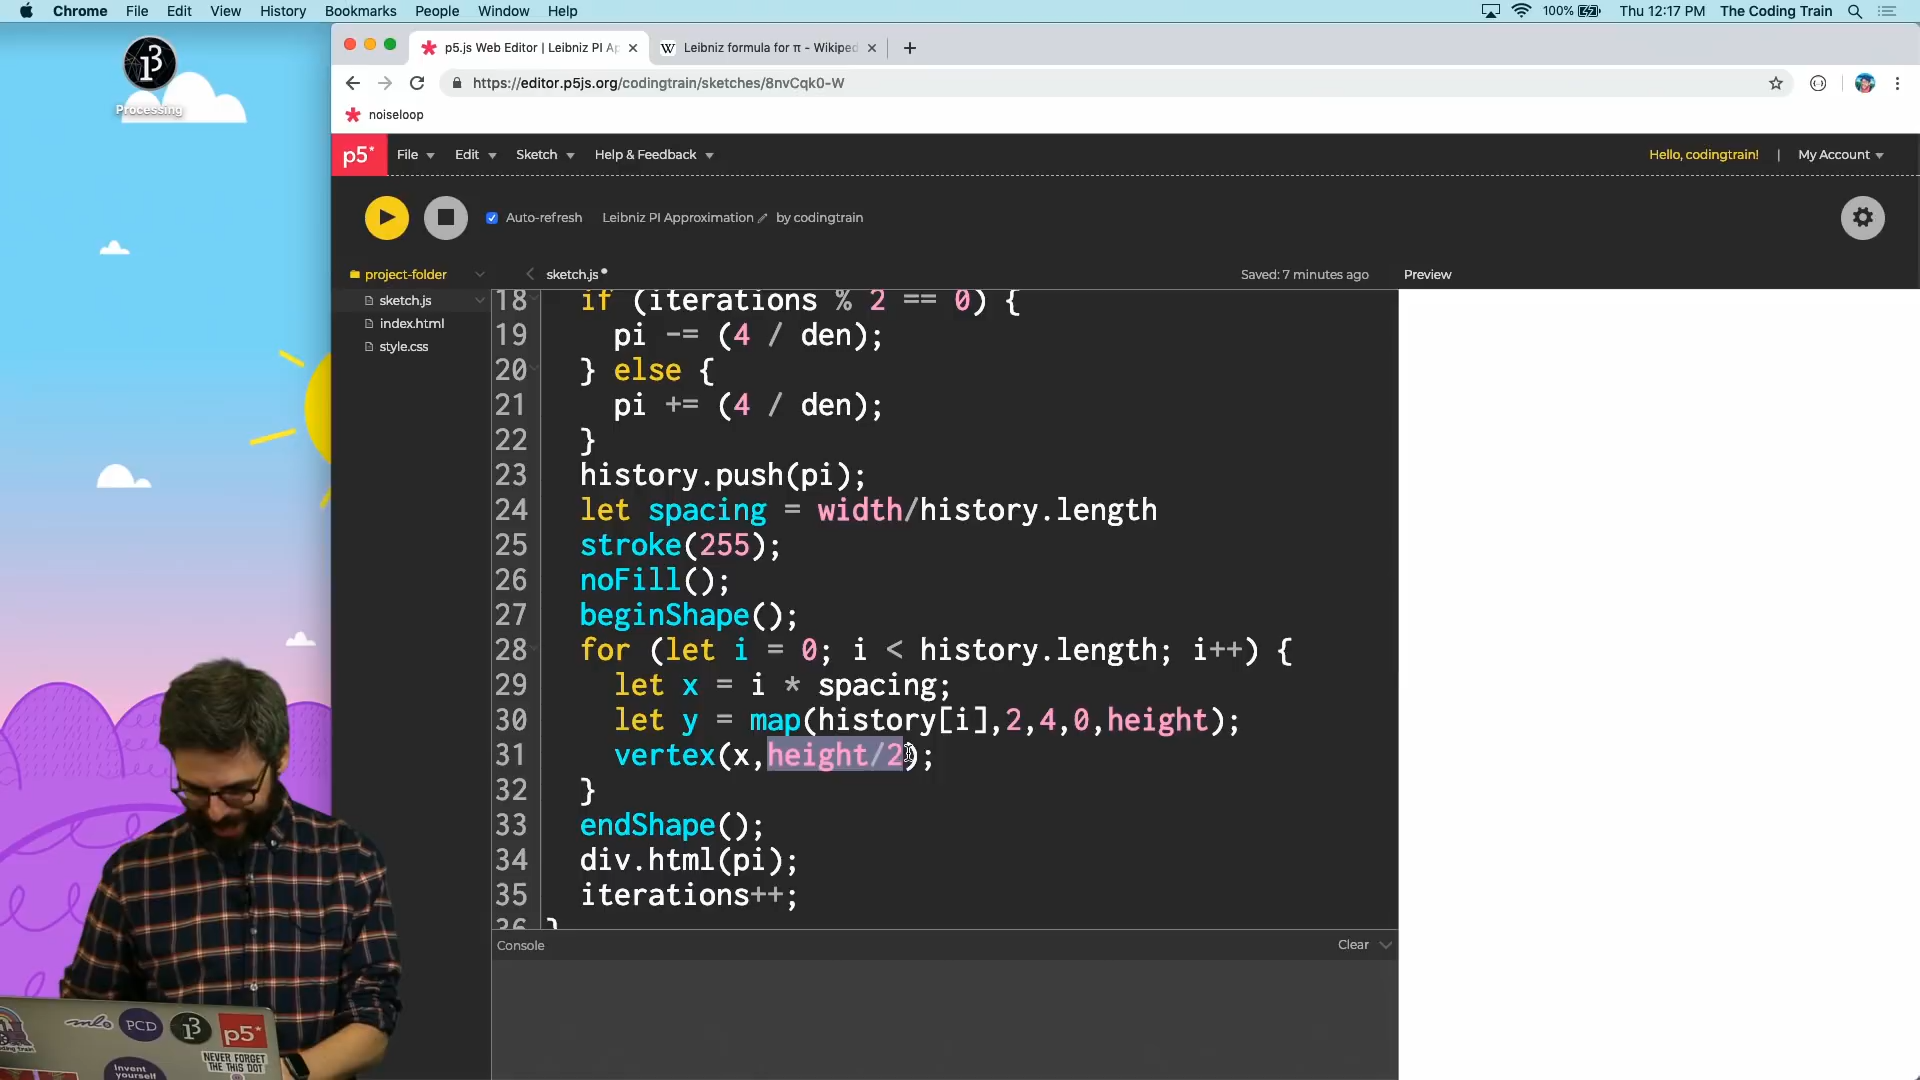 Chrome File Edit View History Bookmarks People Window Help 100% Thu 12:17 PM The Coding Train
Processing
p5.js Web Editor | Leibniz PI Ap
W Leibniz formula for π - Wikiped
https://editor.p5js.org/codingtrain/sketches/8nvCqk0-W
noiseloop
p5* File Edit Sketch Help & Feedback Hello, codingtrain! | My Account
Auto-refresh Leibniz PI Approximation by codingtrain
project-folder
sketch.js
index.html
style.css
sketch.js Saved: 7 minutes ago Preview
18 if (iterations % 2 == 0) {
19 pi -= (4 / den);
20 } else {
21 pi += (4 / den);
22 }
23 history.push(pi);
24 let spacing = width/history.length
25 stroke(255);
26 noFill();
27 beginShape();
28 for (let i = 0; i < history.length; i++) {
29 let x = i * spacing;
30 let y = map(history[i],2,4,0,height);
31 vertex(x,height/2);
32 }
33 endShape();
34 div.html(pi);
35 iterations++;
36 }
Console Clear
mlo
PCD
p5*
NEVER FORGET
THE THIS DOT
Invent
yourself